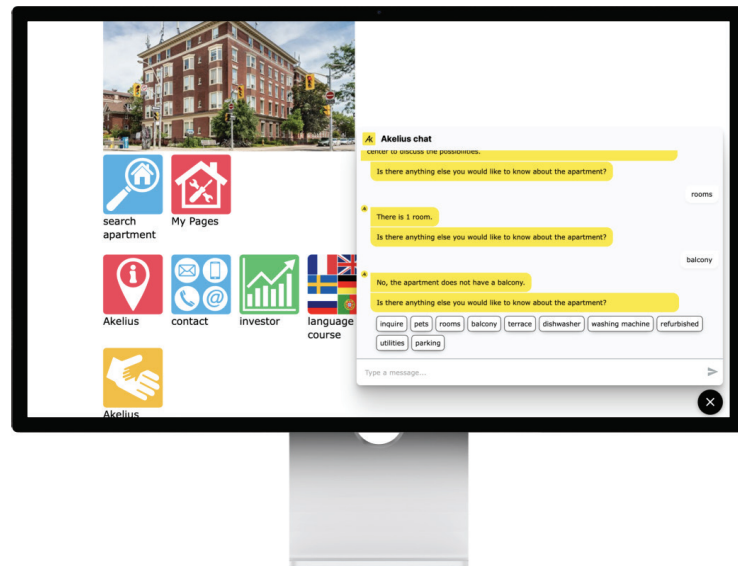 search
apartment
My Pages
Akelius
contact
investor
language
course
Akelius
Akelius chat
center to discuss the possibilities.
Is there anything else you would like to know about the apartment?
rooms
There is 1 room.
Is there anything else you would like to know about the apartment?
balcony
No, the apartment does not have a balcony.
Is there anything else you would like to know about the apartment?
inquire pets rooms balcony terrace dishwasher washing machine refurbished
utilities parking
Type a message...